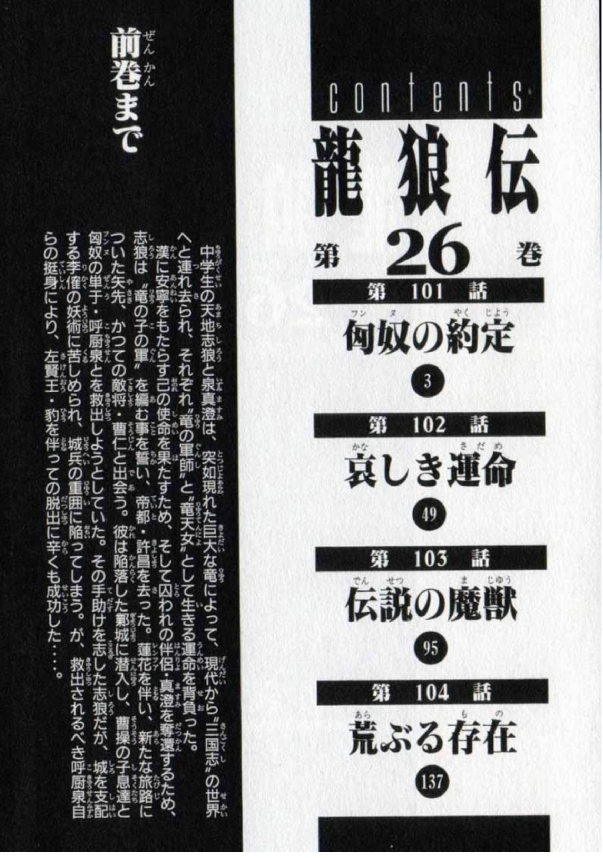 contents
龍狼伝
第 26 巻
第 101 話
匈奴の約定
3
第 102 話
哀しき運命
49
第 103 話
伝説の魔獣
95
第 104 話
荒ぶる存在
137
前巻まで
中学生の天地志狼と泉真澄は、突如現れた巨大な竜によって、現代から“三国志”の世界
へと連れ去られ、それぞれ“竜の軍師”と“竜天女”として生きる運命を背負った。
漢に安寧をもたらす己の使命を果たすため、そして囚われの伴侶・真澄を奪還するため、
志狼は“竜の子の軍”を編む事を誓い、帝都・許昌を去った。蓮花を伴い、新たな旅路に
ついた矢先、かつての敵将・曹仁と出会う。彼は陥落した鄴城に潜入し、曹操の子息達と
匈奴の単于・呼厨泉とを救出しようとしていた。その手助けを志した志狼だが、城を支配
する李傕の妖術に苦しめられ、城兵の重囲に陥ってしまう。が、救出されるべき呼厨泉自
らの挺身により、左賢王・豹を伴っての脱出に辛くも成功した‥‥。